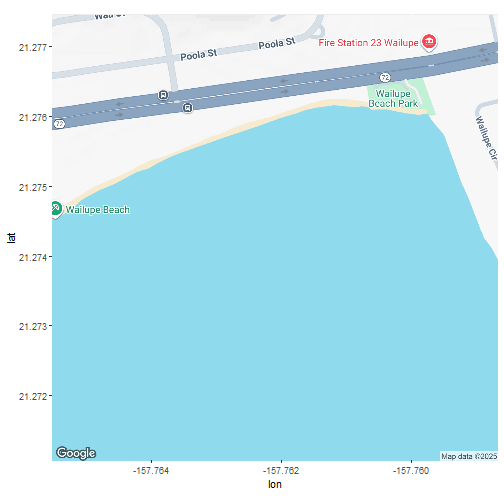 Wau St
Poola St
Poola St
Fire Station 23 Wailupe
72
Wailupe
Beach Park
Wailupe Cir
72
Wailupe Beach
Google
Map data ©2025
21.277
21.276
21.275
21.274
21.273
21.272
lat
-157.764
-157.762
-157.760
lon